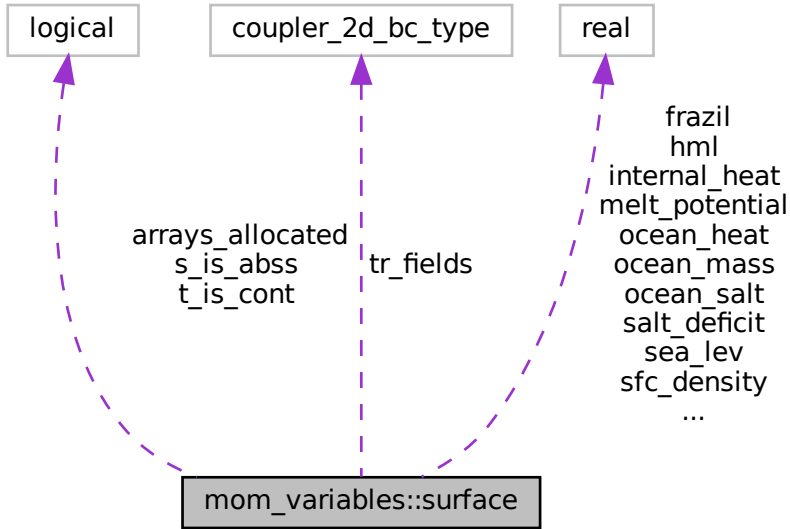 logical
coupler_2d_bc_type
real
frazil
hml
internal_heat
melt_potential
ocean_heat
ocean_mass
ocean_salt
salt_deficit
sea_lev
sfc_density
...
arrays_allocated
s_is_abss
t_is_cont
tr_fields
mom_variables::surface